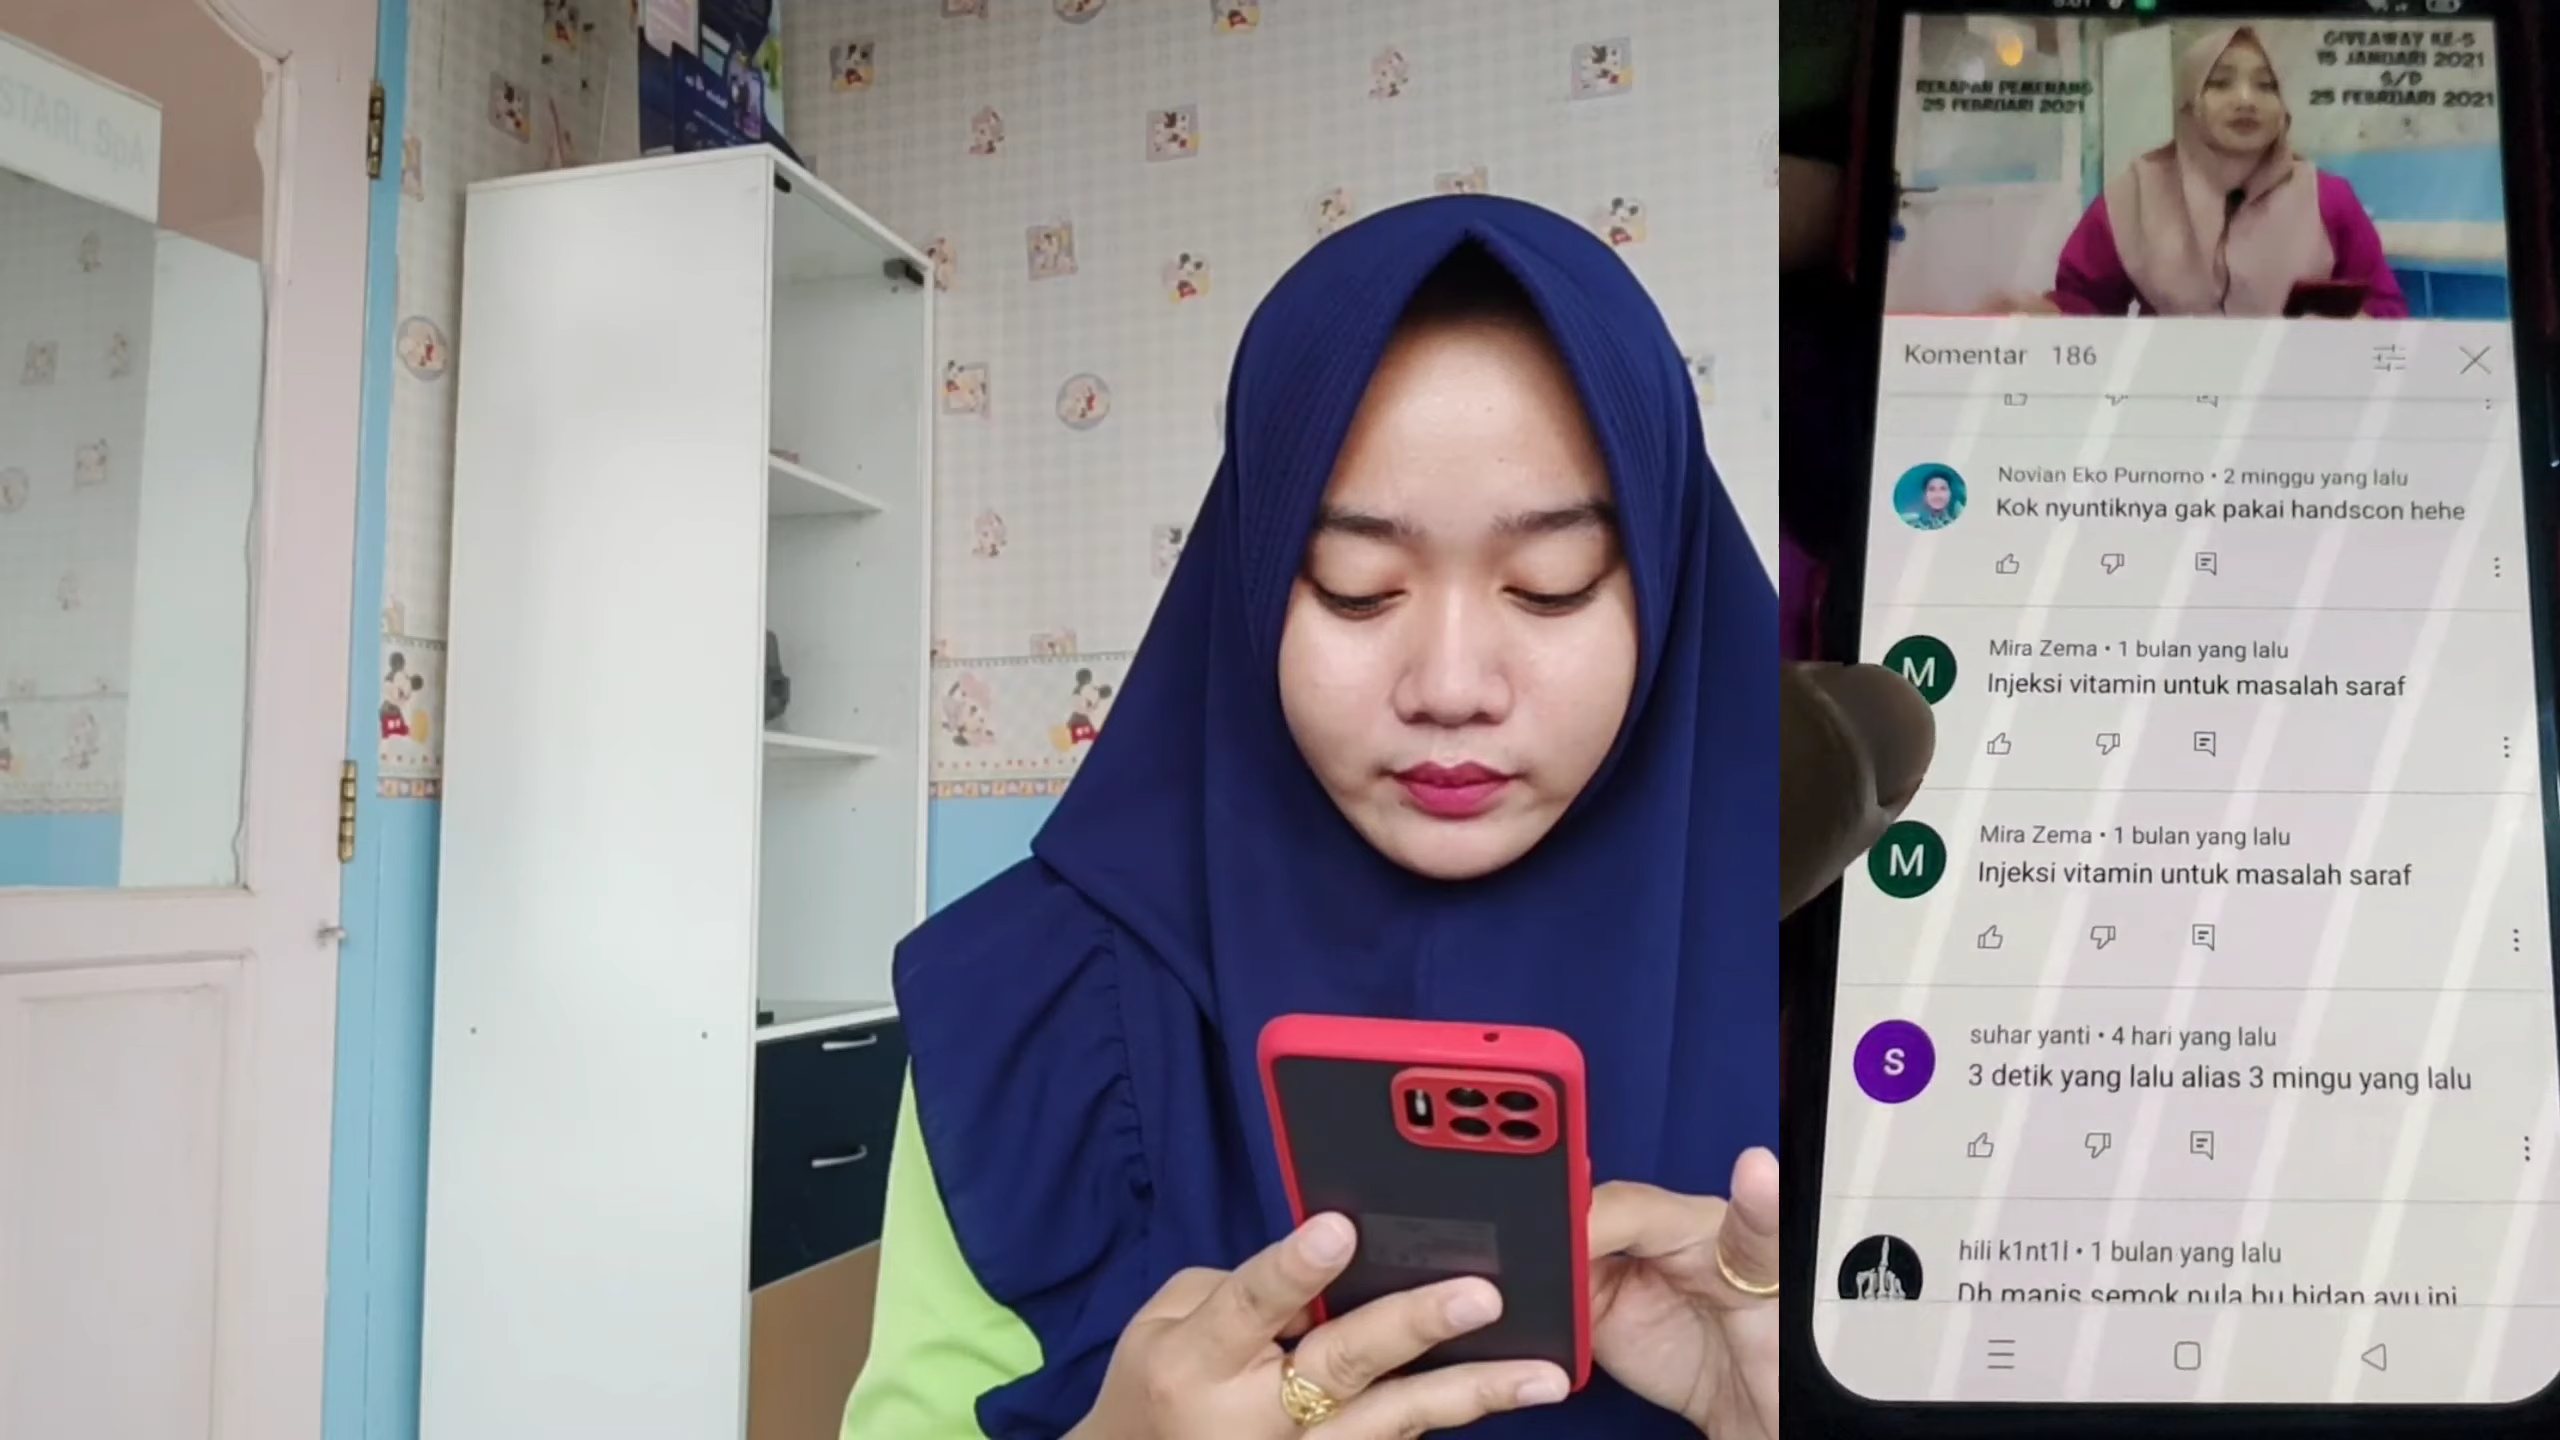 STARI, SpA
REKAPAN PEMENANG
25 FEBRUARI 2021
GIVEAWAY KE-5
15 JANUARI 2021
S/D
25 FEBRUARI 2021
Komentar 186
Novian Eko Purnomo • 2 minggu yang lalu
Kok nyuntiknya gak pakai handscon hehe
M
Mira Zema • 1 bulan yang lalu
Injeksi vitamin untuk masalah saraf
M
Mira Zema • 1 bulan yang lalu
Injeksi vitamin untuk masalah saraf
S
suhar yanti • 4 hari yang lalu
3 detik yang lalu alias 3 mingu yang lalu
hili k1nt1l • 1 bulan yang lalu
Dh manis semok pula bu bidan ayu ini